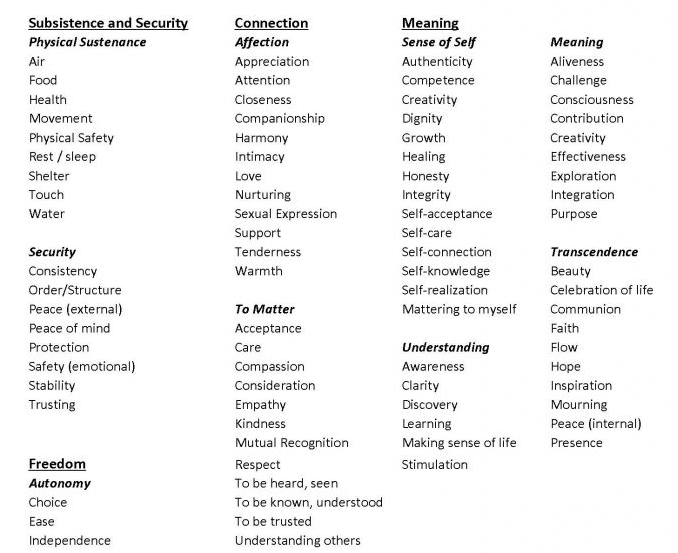 Subsistence and Security
Physical Sustenance
Air
Food
Health
Movement
Physical Safety
Rest / sleep
Shelter
Touch
Water
Security
Consistency
Order/Structure
Peace (external)
Peace of mind
Protection
Safety (emotional)
Stability
Trusting
Freedom
Autonomy
Choice
Ease
Independence
Connection
Affection
Appreciation
Attention
Closeness
Companionship
Harmony
Intimacy
Love
Nurturing
Sexual Expression
Support
Tenderness
Warmth
To Matter
Acceptance
Care
Compassion
Consideration
Empathy
Kindness
Mutual Recognition
Respect
To be heard, seen
To be known, understood
To be trusted
Understanding others
Meaning
Sense of Self
Authenticity
Competence
Creativity
Dignity
Growth
Healing
Honesty
Integrity
Self-acceptance
Self-care
Self-connection
Self-knowledge
Self-realization
Mattering to myself
Understanding
Awareness
Clarity
Discovery
Learning
Making sense of life
Stimulation
Meaning
Aliveness
Challenge
Consciousness
Contribution
Creativity
Effectiveness
Exploration
Integration
Purpose
Transcendence
Beauty
Celebration of life
Communion
Faith
Flow
Hope
Inspiration
Mourning
Peace (internal)
Presence